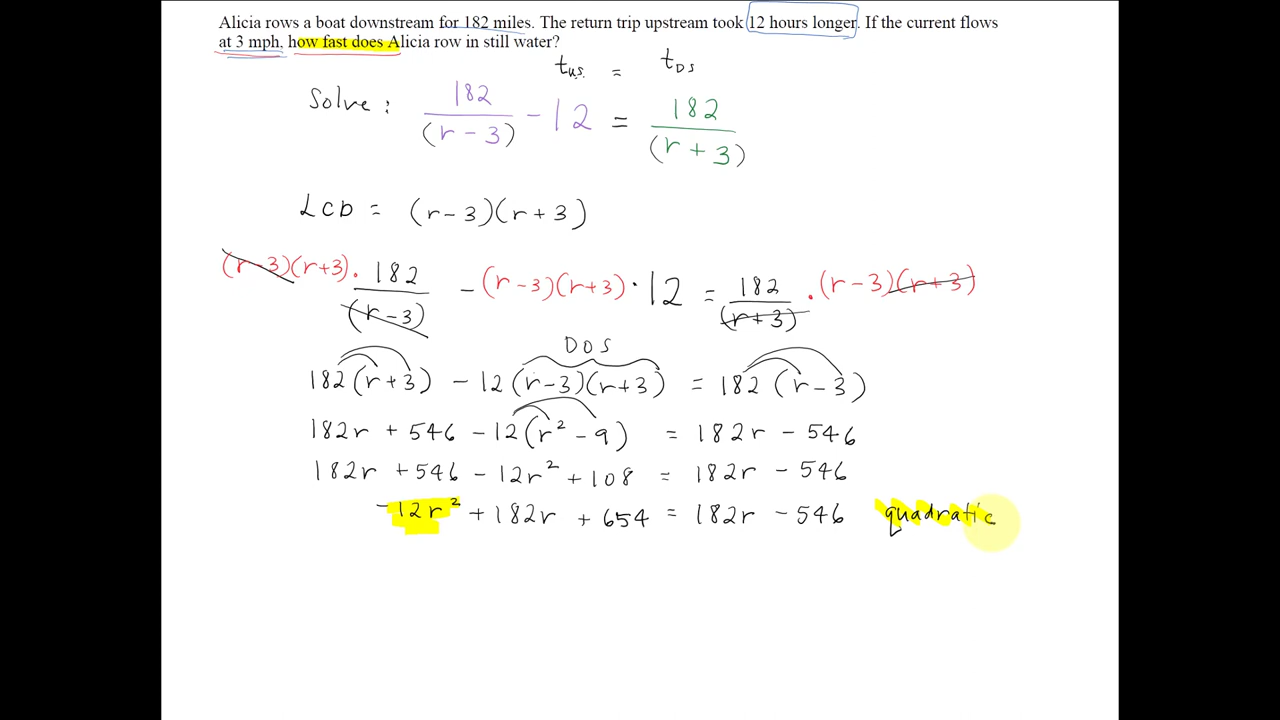 Alicia rows a boat downstream for 182 miles. The return trip upstream took 12 hours longer. If the current flows
at 3 mph, how fast does Alicia row in still water?
t_us. = t_DS
Solve : 182/(r - 3) - 12 = 182/(r + 3)
LCD = (r - 3)(r + 3)
(r - 3)(r + 3) · 182/(r - 3) - (r - 3)(r + 3) · 12 = 182/(r + 3) · (r - 3)(r + 3)
DOS
182 (r + 3) - 12 (r - 3)(r + 3) = 182 (r - 3)
182r + 546 - 12 (r² - 9) = 182r - 546
182r + 546 - 12r² + 108 = 182r - 546
-12r² + 182r + 654 = 182r - 546 quadratic